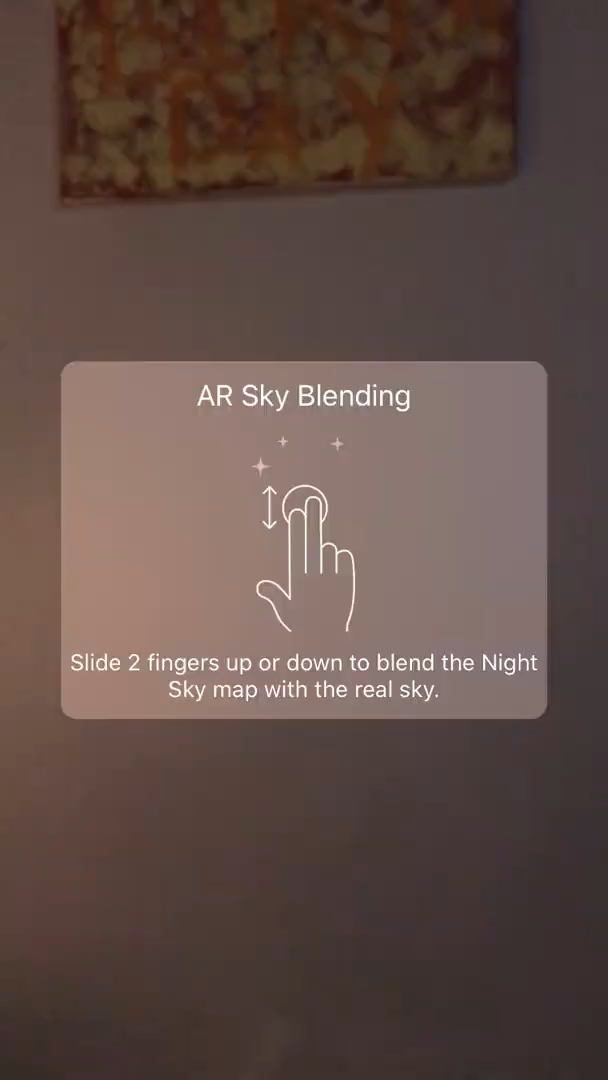 AR Sky Blending
Slide 2 fingers up or down to blend the Night
Sky map with the real sky.